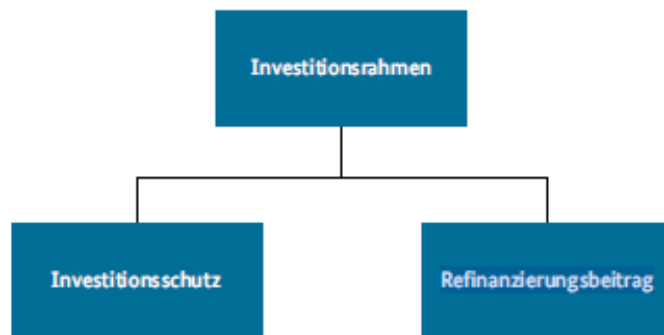 Investitionsrahmen
Investitionsschutz
Refinanzierungsbeitrag